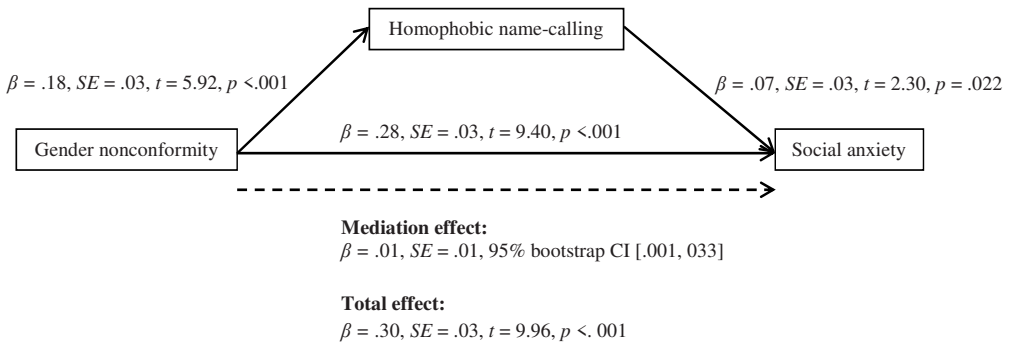 Homophobic name-calling
β = .18, SE = .03, t = 5.92, p <.001
β = .07, SE = .03, t = 2.30, p = .022
β = .28, SE = .03, t = 9.40, p <.001
Gender nonconformity
Social anxiety
Mediation effect:
β = .01, SE = .01, 95% bootstrap CI [.001, 033]
Total effect:
β = .30, SE = .03, t = 9.96, p <. 001